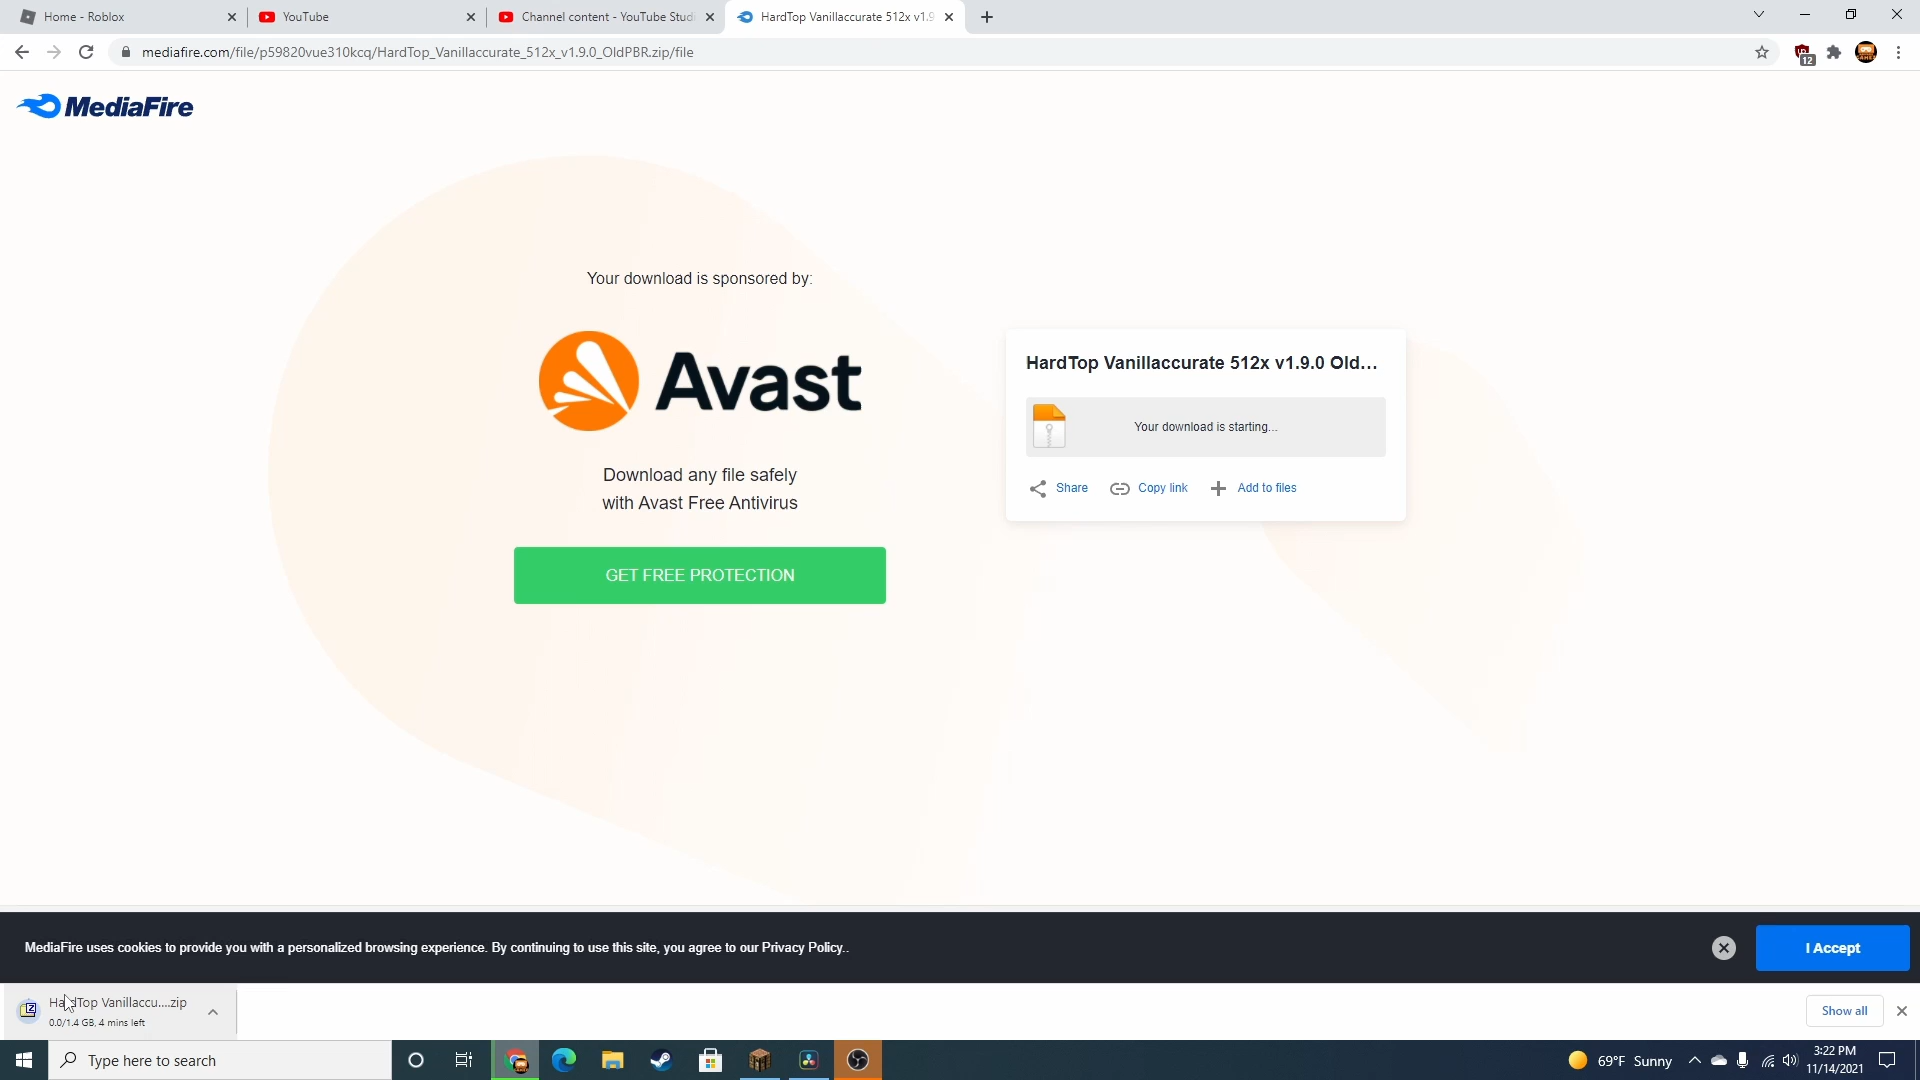 Home - Roblox
YouTube
Channel content - YouTube Studi
HardTop Vanillaccurate 512x v1.9
mediafire.com/file/p59820vue310kcq/HardTop_Vanillaccurate_512x_v1.9.0_OldPBR.zip/file
12
MediaFire
Your download is sponsored by:
Avast
Download any file safely
with Avast Free Antivirus
GET FREE PROTECTION
HardTop Vanillaccurate 512x v1.9.0 Old...
Your download is starting...
Share
Copy link
Add to files
MediaFire uses cookies to provide you with a personalized browsing experience. By continuing to use this site, you agree to our Privacy Policy..
I Accept
HardTop Vanillaccu....zip
0.0/1.4 GB, 4 mins left
Show all
Type here to search
69°F Sunny
3:22 PM
11/14/2021